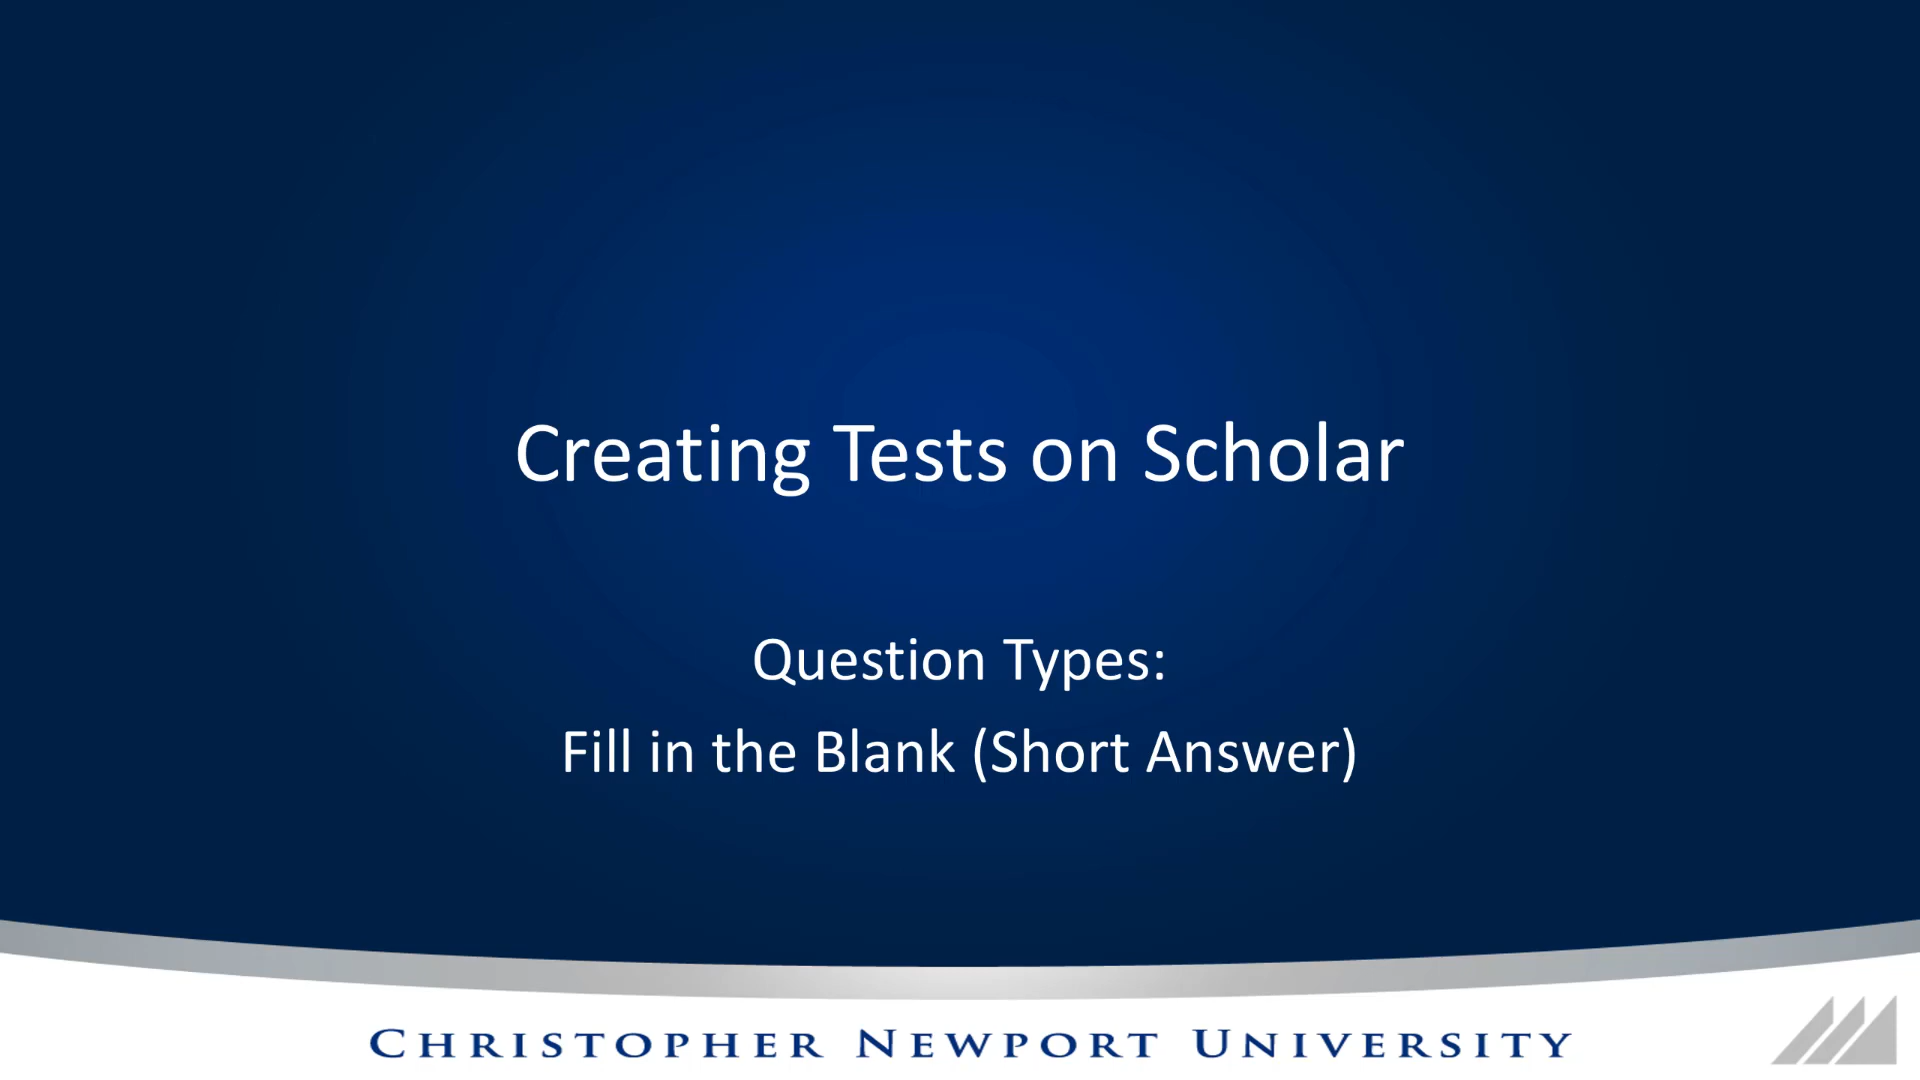 Creating Tests on Scholar
Question Types:
Fill in the Blank (Short Answer)
CHRISTOPHER NEWPORT UNIVERSITY